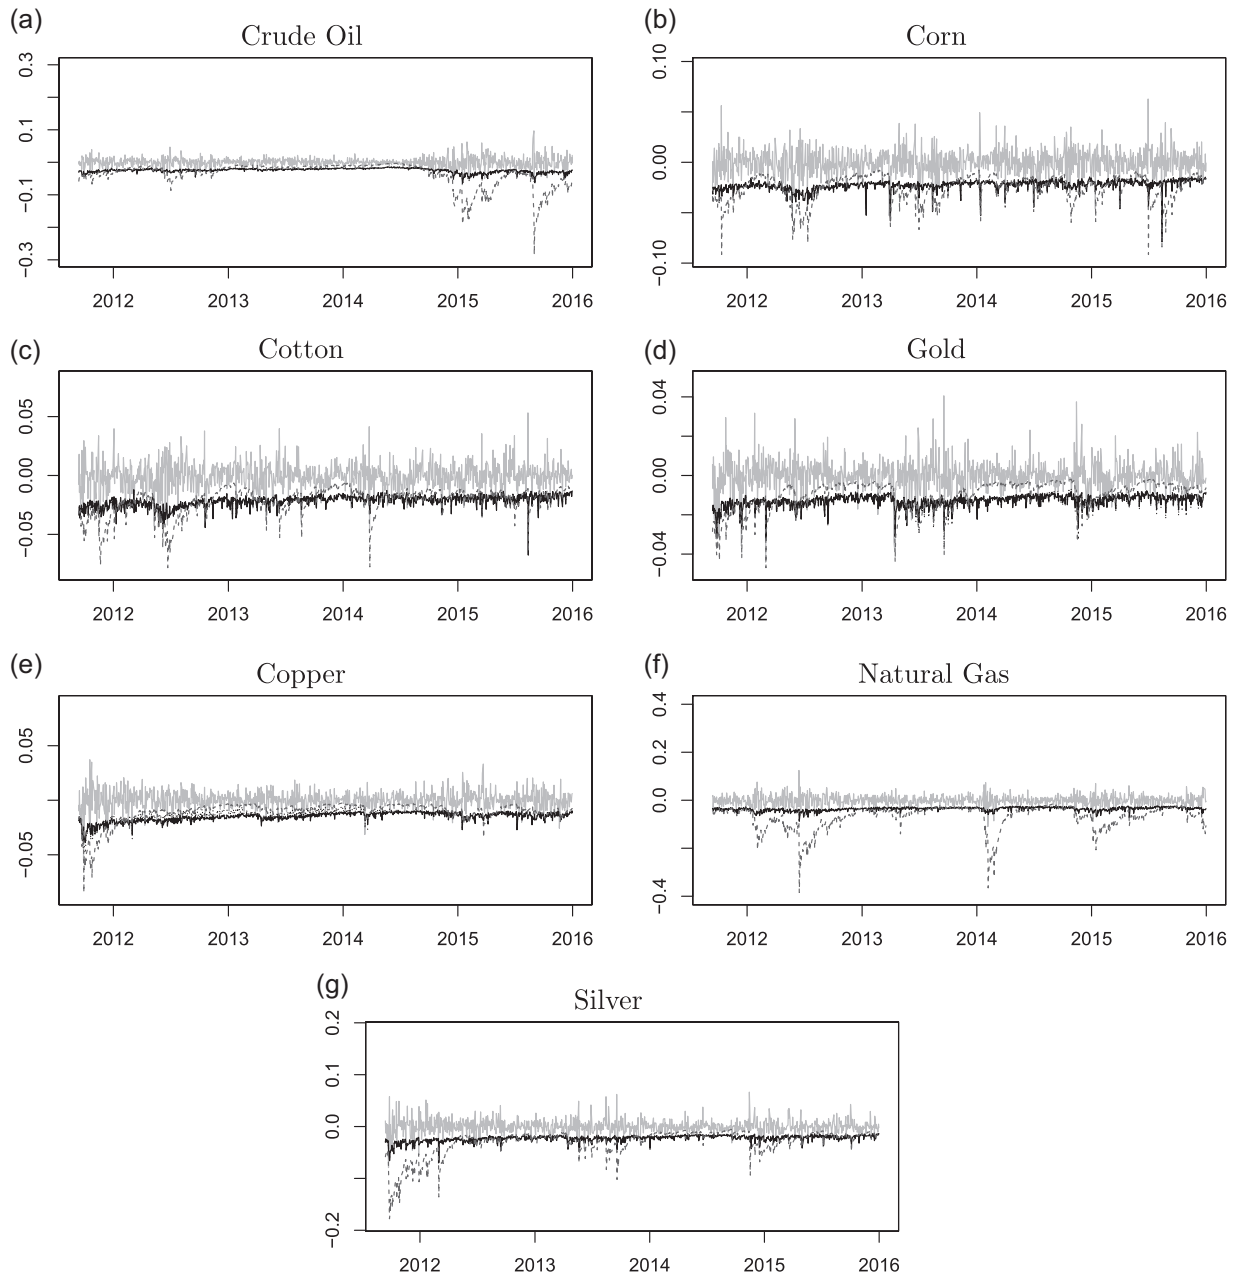 (a)
Crude Oil
0.3
0.1
−0.1
−0.3
2012 2013 2014 2015 2016
(b)
Corn
0.10
0.00
−0.10
2012 2013 2014 2015 2016
(c)
Cotton
0.05
0.00
−0.05
2012 2013 2014 2015 2016
(d)
Gold
0.04
0.00
−0.04
2012 2013 2014 2015 2016
(e)
Copper
0.05
−0.05
2012 2013 2014 2015 2016
(f)
Natural Gas
0.4
0.2
0.0
−0.4
2012 2013 2014 2015 2016
(g)
Silver
0.2
0.1
0.0
−0.2
2012 2013 2014 2015 2016